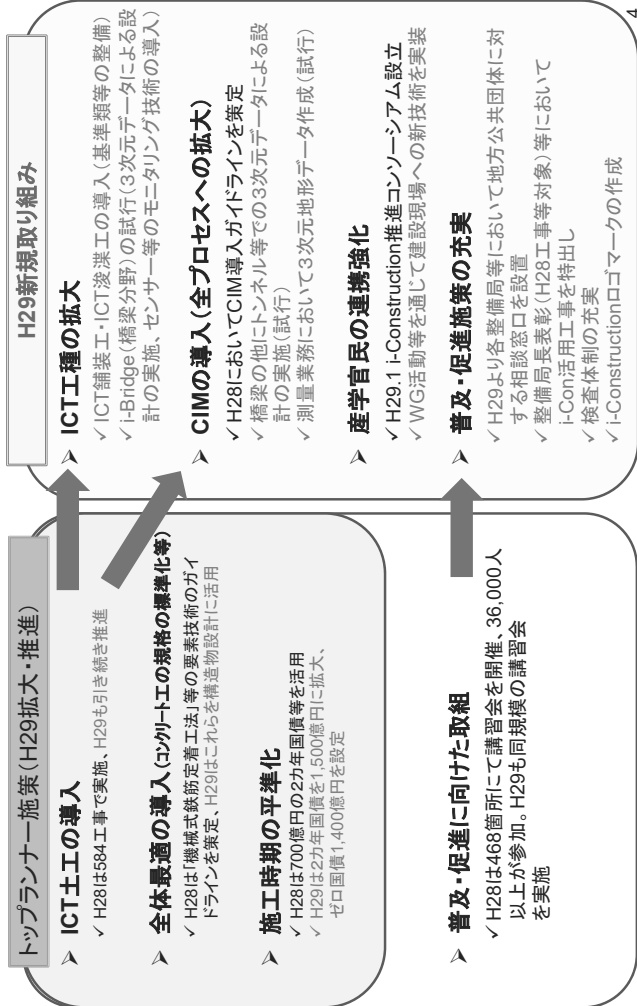 トップランナー施策（H29拡大・推進）
➢ ICT土工の導入
✓ H28は584工事で実施、H29も引き続き推進
➢ 全体最適の導入（コンクリート工の規格の標準化等）
✓ H28は「機械式鉄筋定着工法」等の要素技術のガイ
ドラインを策定、H29はこれらを構造物設計に活用
➢ 施工時期の平準化
✓ H28は700億円の2カ年国債等を活用
✓ H29は2カ年国債を1,500億円に拡大、
ゼロ国債1,400億円を設定
➢ 普及・促進に向けた取組
✓ H28は468箇所にて講習会を開催、36,000人
以上が参加。H29も同規模の講習会
を実施
H29新規取り組み
➢ ICT工種の拡大
✓ ICT舗装工・ICT浚渫工の導入（基準類等の整備）
✓ i-Bridge（橋梁分野）の試行（3次元データによる設
計の実施、センサー等のモニタリング技術の導入）
➢ CIMの導入（全プロセスへの拡大）
✓ H28においてCIM導入ガイドラインを策定
✓ 橋梁の他にトンネル等での3次元データによる設
計の実施（試行）
✓ 測量業務において3次元地形データ作成（試行）
➢ 産学官民の連携強化
✓ H29.1 i-Construction推進コンソーシアム設立
✓ WG活動等を通じて建設現場への新技術を実装
➢ 普及・促進施策の充実
✓ H29より各整備局等において地方公共団体に対
する相談窓口を設置
✓ 整備局長表彰（H28工事等対象）等において
i-Con活用工事を特出し
✓ 検査体制の充実
✓ i-Constructionロゴマークの作成
4